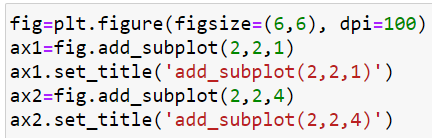 fig=plt.figure(figsize=(6,6), dpi=100)
ax1=fig.add_subplot(2,2,1)
ax1.set_title('add_subplot(2,2,1)')
ax2=fig.add_subplot(2,2,4)
ax2.set_title('add_subplot(2,2,4)')